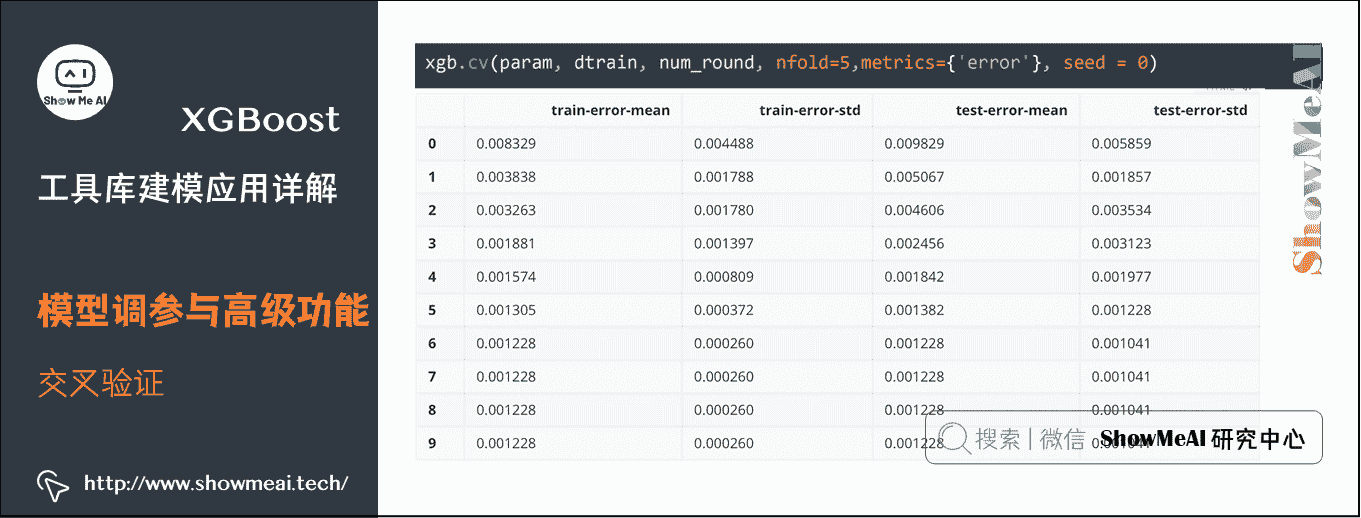 Show Me AI
XGBoost
工具库建模应用详解
模型调参与高级功能
交叉验证
http://www.showmeai.tech/
xgb.cv(param, dtrain, num_round, nfold=5,metrics={'error'}, seed = 0)
train-error-mean train-error-std test-error-mean test-error-std
0 0.008329 0.004488 0.009829 0.005859
1 0.003838 0.001788 0.005067 0.001857
2 0.003263 0.001780 0.004606 0.003534
3 0.001881 0.001397 0.002456 0.003123
4 0.001574 0.000809 0.001842 0.001977
5 0.001305 0.000372 0.001382 0.001228
6 0.001228 0.000260 0.001228 0.001041
7 0.001228 0.000260 0.001228 0.001041
8 0.001228 0.000260 0.001228 0.001041
9 0.001228 0.000260 0.001228
搜索 | 微信 ShowMeAI 研究中心
ShowMeAI